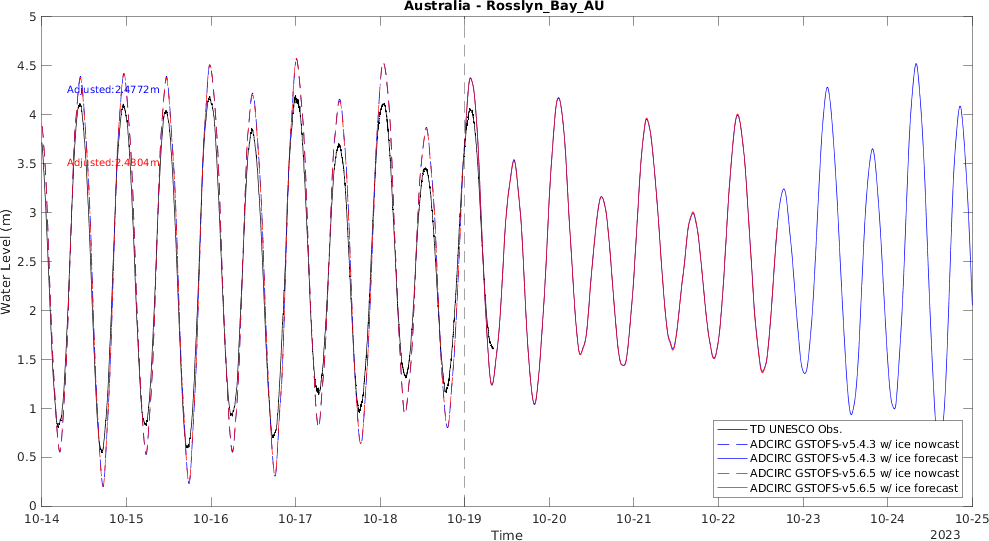 Australia - Rosslyn_Bay_AU
5
4.5
4
3.5
3
2.5
2
1.5
1
0.5
0
Water Level (m)
Adjusted:2.4772m
Adjusted:2.4804m
TD UNESCO Obs.
ADCIRC GSTOFS-v5.4.3 w/ ice nowcast
ADCIRC GSTOFS-v5.4.3 w/ ice forecast
ADCIRC GSTOFS-v5.6.5 w/ ice nowcast
ADCIRC GSTOFS-v5.6.5 w/ ice forecast
10-14 10-15 10-16 10-17 10-18 10-19 10-20 10-21 10-22 10-23 10-24 10-25
Time
2023